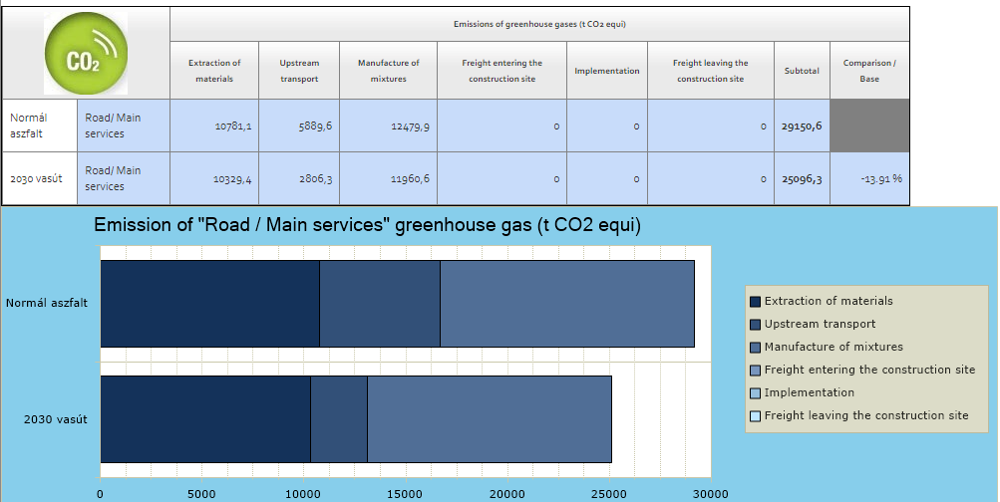 Emissions of greenhouse gases (t CO2 equi)
CO₂
Extraction of materials
Upstream transport
Manufacture of mixtures
Freight entering the construction site
Implementation
Freight leaving the construction site
Subtotal
Comparison / Base
Normál aszfalt
Road/ Main services
10781,1
5889,6
12479,9
0
0
0
29150,6
2030 vasút
Road/ Main services
10329,4
2806,3
11960,6
0
0
0
25096,3
-13.91 %
Emission of "Road / Main services" greenhouse gas (t CO2 equi)
Normál aszfalt
2030 vasút
0
5000
10000
15000
20000
25000
30000
Extraction of materials
Upstream transport
Manufacture of mixtures
Freight entering the construction site
Implementation
Freight leaving the construction site